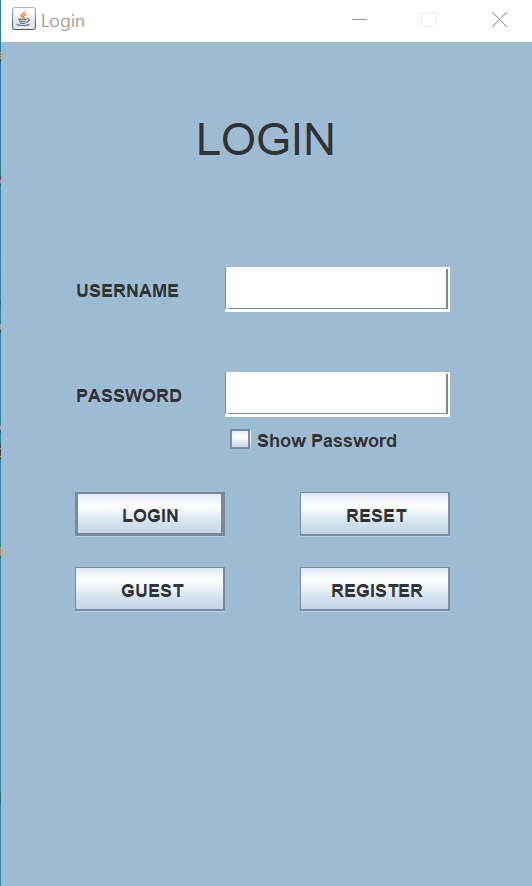 Login
LOGIN
USERNAME
PASSWORD
Show Password
LOGIN RESET
GUEST REGISTER